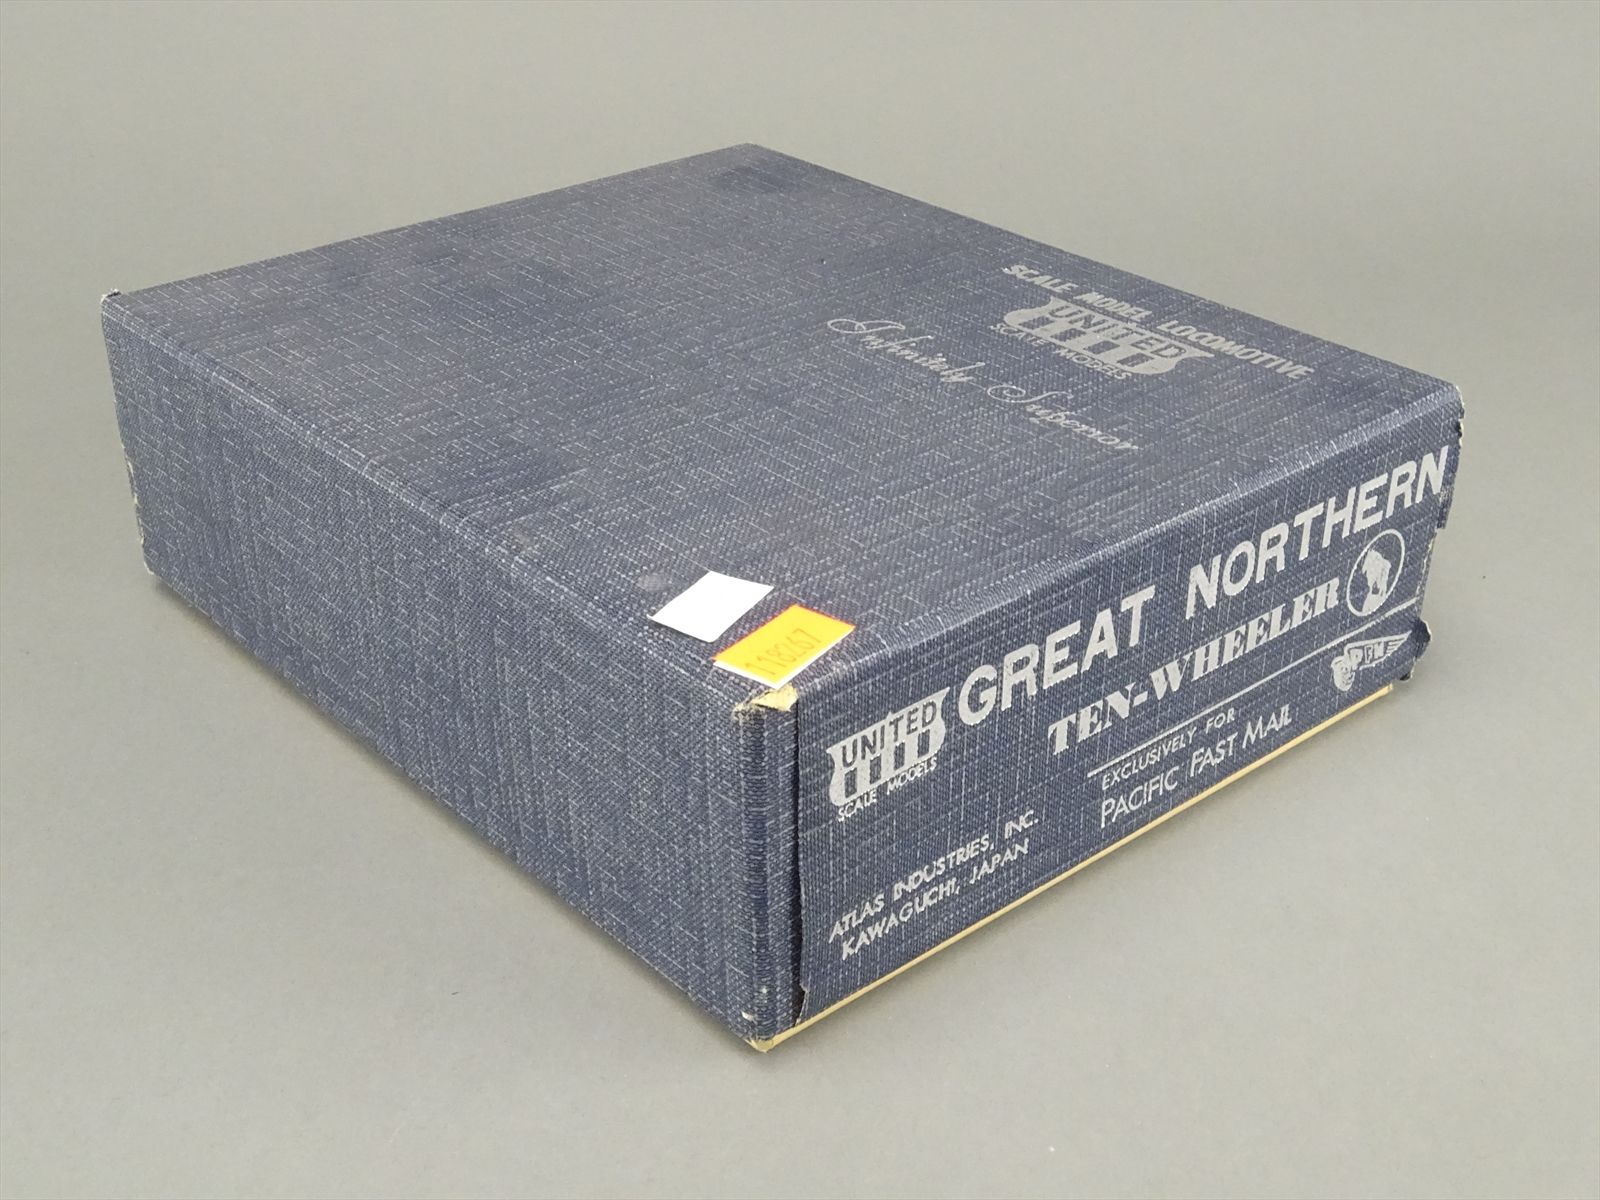 SCALE MODEL LOCOMOTIVE
UNITED
SCALE MODELS
Infinitely Superior
118267
GREAT NORTHERN
TEN-WHEELER
UNITED
SCALE MODELS
EXCLUSIVELY FOR
PACIFIC FAST MAIL
PFM
ATLAS INDUSTRIES, INC.
KAWAGUCHI, JAPAN